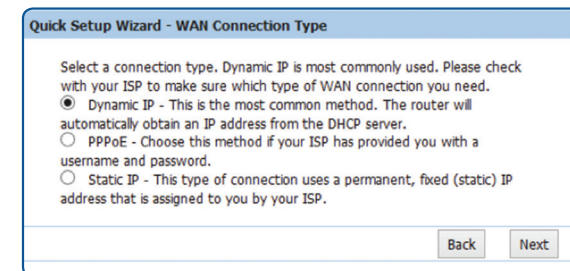 Quick Setup Wizard - WAN Connection Type
Select a connection type. Dynamic IP is most commonly used. Please check
with your ISP to make sure which type of WAN connection you need.
Dynamic IP - This is the most common method. The router will
automatically obtain an IP address from the DHCP server.
PPPoE - Choose this method if your ISP has provided you with a
username and password.
Static IP - This type of connection uses a permanent, fixed (static) IP
address that is assigned to you by your ISP.
Back Next